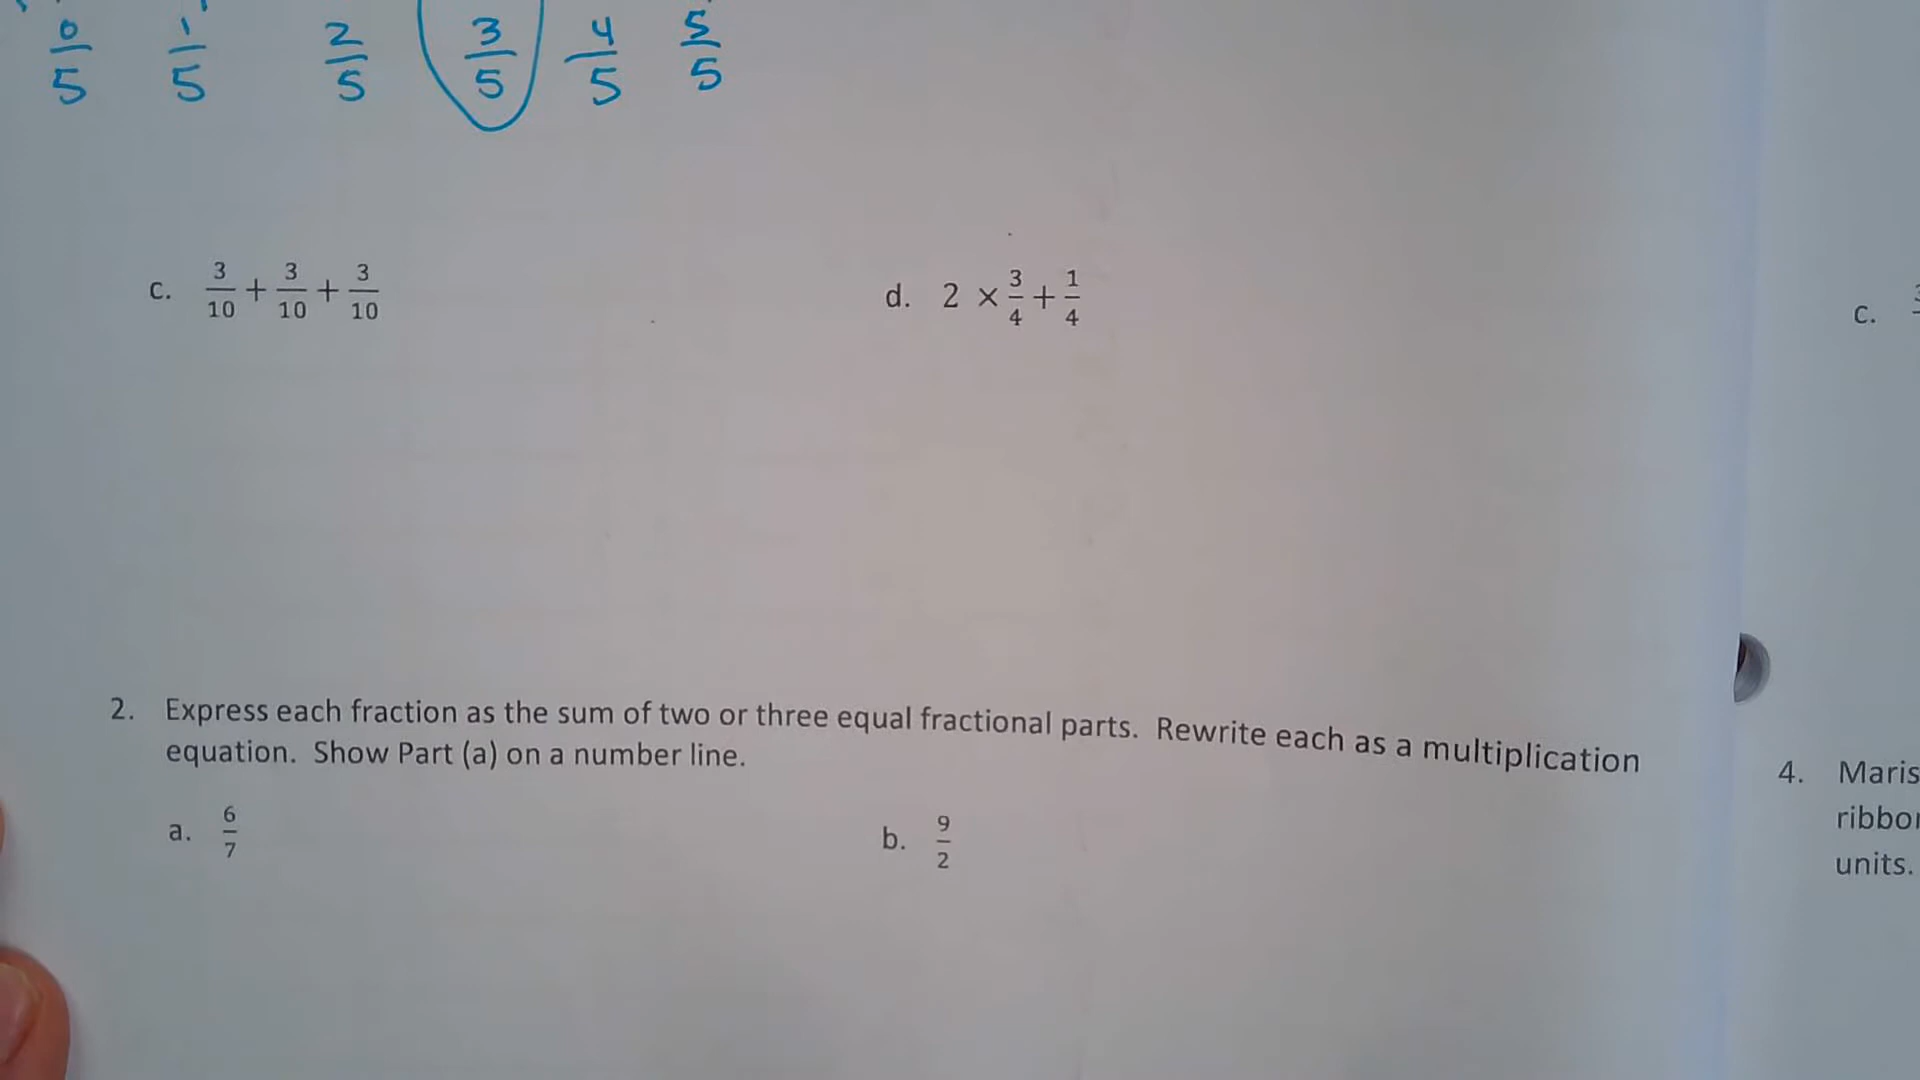 0/5 1/5 2/5 3/5 4/5 5/5
c. 3/10 + 3/10 + 3/10
d. 2 × 3/4 + 1/4
c.
2. Express each fraction as the sum of two or three equal fractional parts. Rewrite each as a multiplication
equation. Show Part (a) on a number line.
a. 6/7
b. 9/2
4. Maris
ribbo
units.